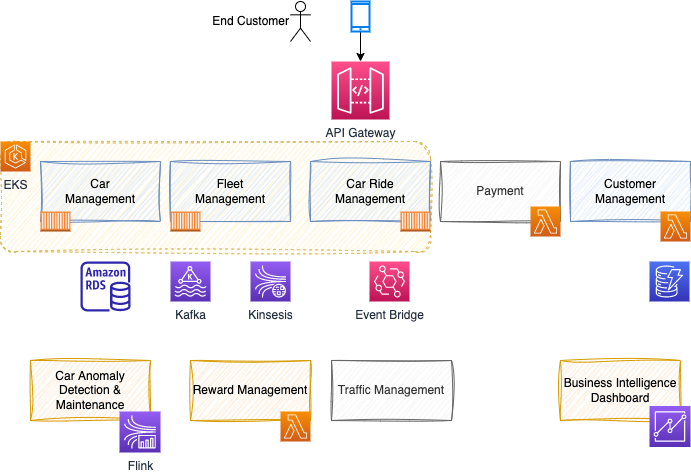 End Customer
API Gateway
EKS
Car
Management
Fleet
Management
Car Ride
Management
Payment
Customer
Management
Amazon
RDS
Kafka
Kinsesis
Event Bridge
Car Anomaly
Detection &
Maintenance
Reward Management
Traffic Management
Business Intelligence
Dashboard
Flink